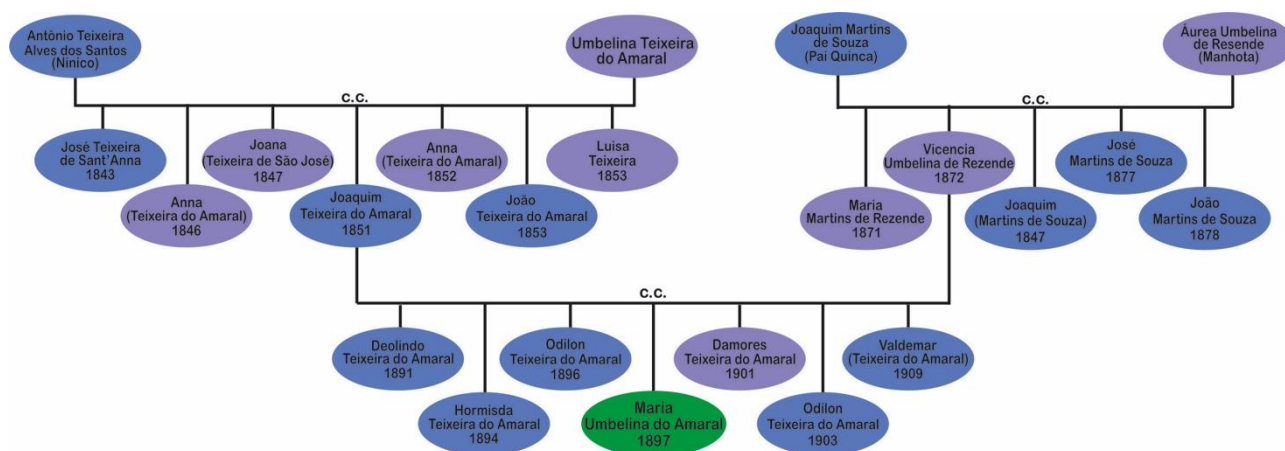 Antônio Teixeira
Alves dos Santos
(Ninico)
Umbelina Teixeira
do Amaral
Joaquim Martins
de Souza
(Pai Quinca)
Áurea Umbelina
de Resende
(Manhota)
c.c.
c.c.
José Teixeira
de Sant'Anna
1843
Anna
(Teixeira do Amaral)
1846
Joana
(Teixeira de São José)
1847
Joaquim
Teixeira do Amaral
1851
Anna
(Teixeira do Amaral)
1852
João
Teixeira do Amaral
1853
Luisa
Teixeira
1853
Maria
Martins de Rezende
1871
Vicencia
Umbelina de Rezende
1872
Joaquim
(Martins de Souza)
1847
José
Martins de Souza
1877
João
Martins de Souza
1878
c.c.
Deolindo
Teixeira do Amaral
1891
Hormisda
Teixeira do Amaral
1894
Odilon
Teixeira do Amaral
1896
Maria
Umbelina do Amaral
1897
Damores
Teixeira do Amaral
1901
Odilon
Teixeira do Amaral
1903
Valdemar
(Teixeira do Amaral)
1909